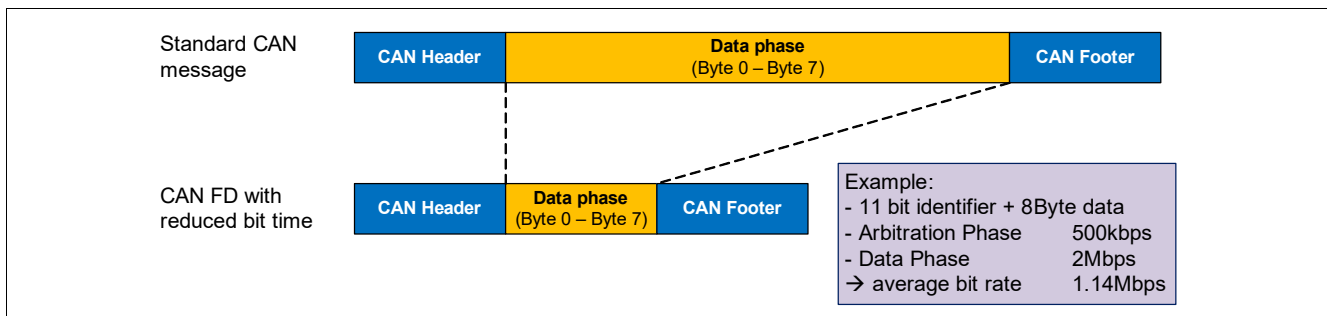 Standard CAN
message
CAN Header
Data phase
(Byte 0 – Byte 7)
CAN Footer
CAN FD with
reduced bit time
CAN Header
Data phase
(Byte 0 – Byte 7)
CAN Footer
Example:
- 11 bit identifier + 8Byte data
- Arbitration Phase 500kbps
- Data Phase 2Mbps
→ average bit rate 1.14Mbps